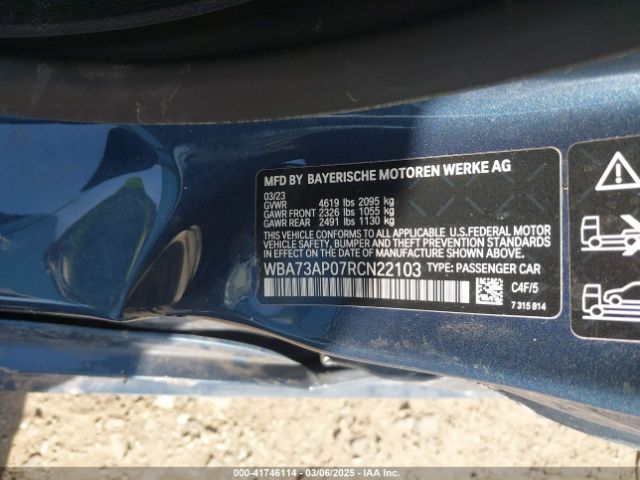 MFD BY BAYERISCHE MOTOREN WERKE AG
03/23
GVWR 4619 lbs 2095 kg
GAWR FRONT 2326 lbs 1055 kg
GAWR REAR 2491 lbs 1130 kg
THIS VEHICLE CONFORMS TO ALL APPLICABLE U.S.FEDERAL MOTOR
VEHICLE SAFETY, BUMPER, AND THEFT PREVENTION STANDARDS
IN EFFECT ON THE DATE OF MANUFACTURE SHOWN ABOVE.
WBA73AP07RCN22103 TYPE: PASSENGER CAR
C4F/5
7 315 814
000-41746114 — 03/06/2025 — IAA Inc.